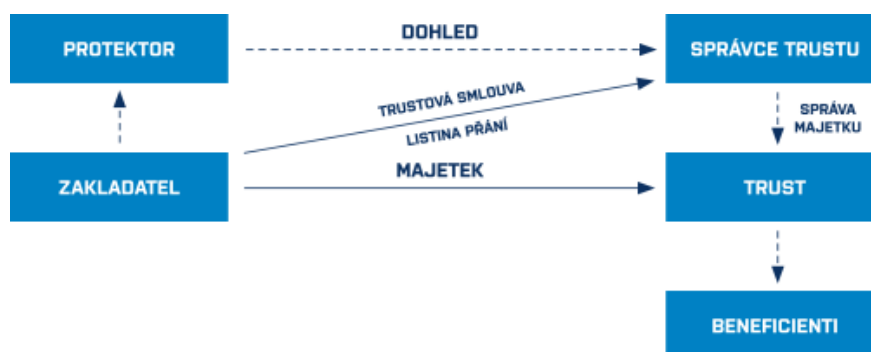 PROTEKTOR
DOHLED
SPRÁVCE TRUSTU
TRUSTOVÁ SMLOUVA
LISTINA PŘÁNÍ
SPRÁVA
MAJETKU
ZAKLADATEL
MAJETEK
TRUST
BENEFICIENTI